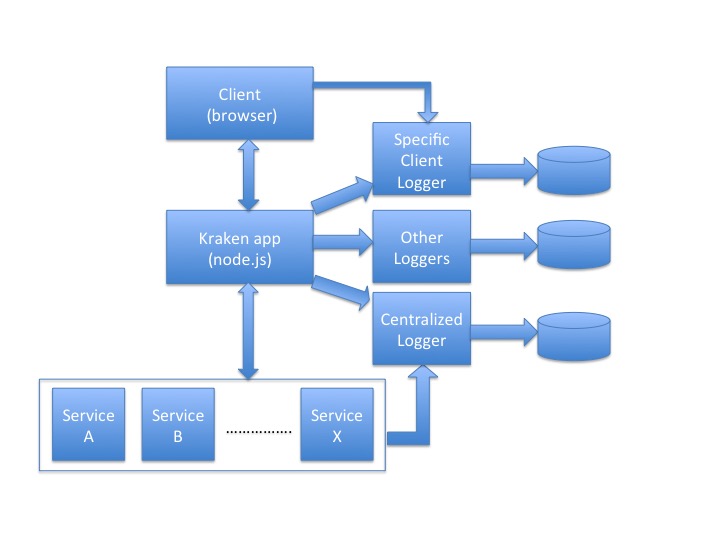 Client
(browser)
Specific
Client
Logger
Kraken app
(node.js)
Other
Loggers
Centralized
Logger
Service
A
Service
B
................
Service
X